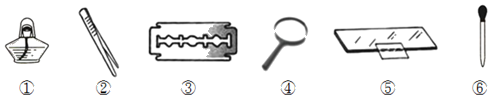 ① ② ③ ④ ⑤ ⑥